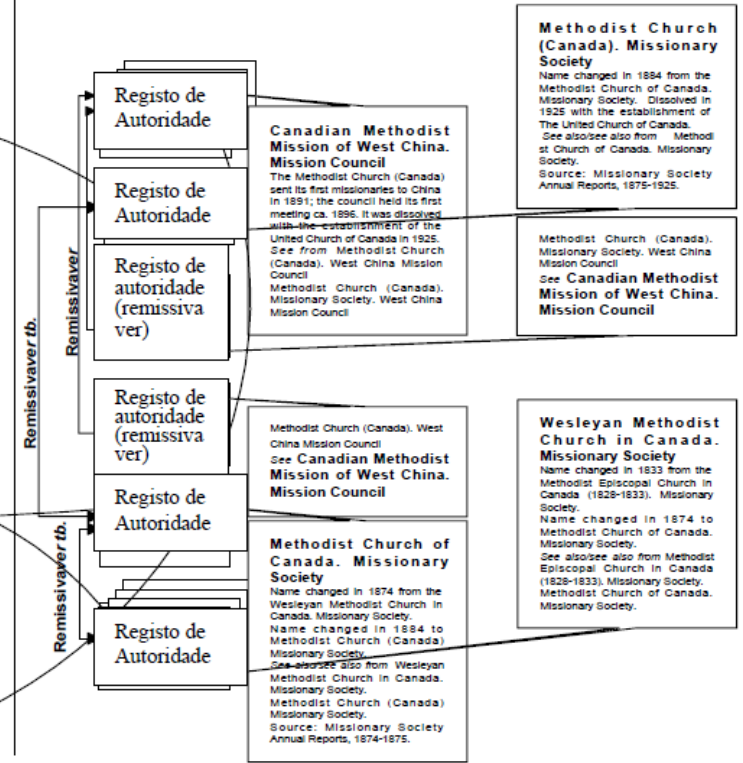 Registo de
Autoridade
Registo de
Autoridade
Registo de
autoridade
(remissiva
ver)
Registo de
autoridade
(remissiva
ver)
Registo de
Autoridade
Registo de
Autoridade
Remissivaver tb.
Remissivaver
Remissivaver tb.
Canadian Methodist
Mission of West China.
Mission Council
The Methodist Church (Canada)
sent its first missionaries to China
in 1891; the council held its first
meeting ca. 1896. It was dissolved
with the establishment of the
United Church of Canada in 1925.
See from Methodist Church
(Canada). West China Mission
Council
Methodist Church (Canada).
Missionary Society. West China
Mission Council
Methodist Church (Canada). West
China Mission Council
See Canadian Methodist
Mission of West China.
Mission Council
Methodist Church of
Canada. Missionary
Society
Name changed in 1874 from the
Wesleyan Methodist Church in
Canada. Missionary Society.
Name changed in 1884 to
Methodist Church (Canada)
Missionary Society.
See also/see also from Wesleyan
Methodist Church in Canada.
Missionary Society.
Methodist Church (Canada)
Missionary Society.
Source: Missionary Society
Annual Reports, 1874-1875.
Methodist Church
(Canada). Missionary
Society
Name changed in 1884 from the
Methodist Church of Canada.
Missionary Society. Dissolved in
1925 with the establishment of
The United Church of Canada.
See also/see also from Methodi
st Church of Canada. Missionary
Society.
Source: Missionary Society
Annual Reports, 1875-1925.
Methodist Church (Canada).
Missionary Society. West China
Mission Council
See Canadian Methodist
Mission of West China.
Mission Council
Wesleyan Methodist
Church in Canada.
Missionary Society
Name changed in 1833 from the
Methodist Episcopal Church in
Canada (1828-1833). Missionary
Society.
Name changed in 1874 to
Methodist Church of Canada.
Missionary Society.
See also/see also from Methodist
Episcopal Church in Canada
(1828-1833). Missionary Society.
Methodist Church of Canada.
Missionary Society.